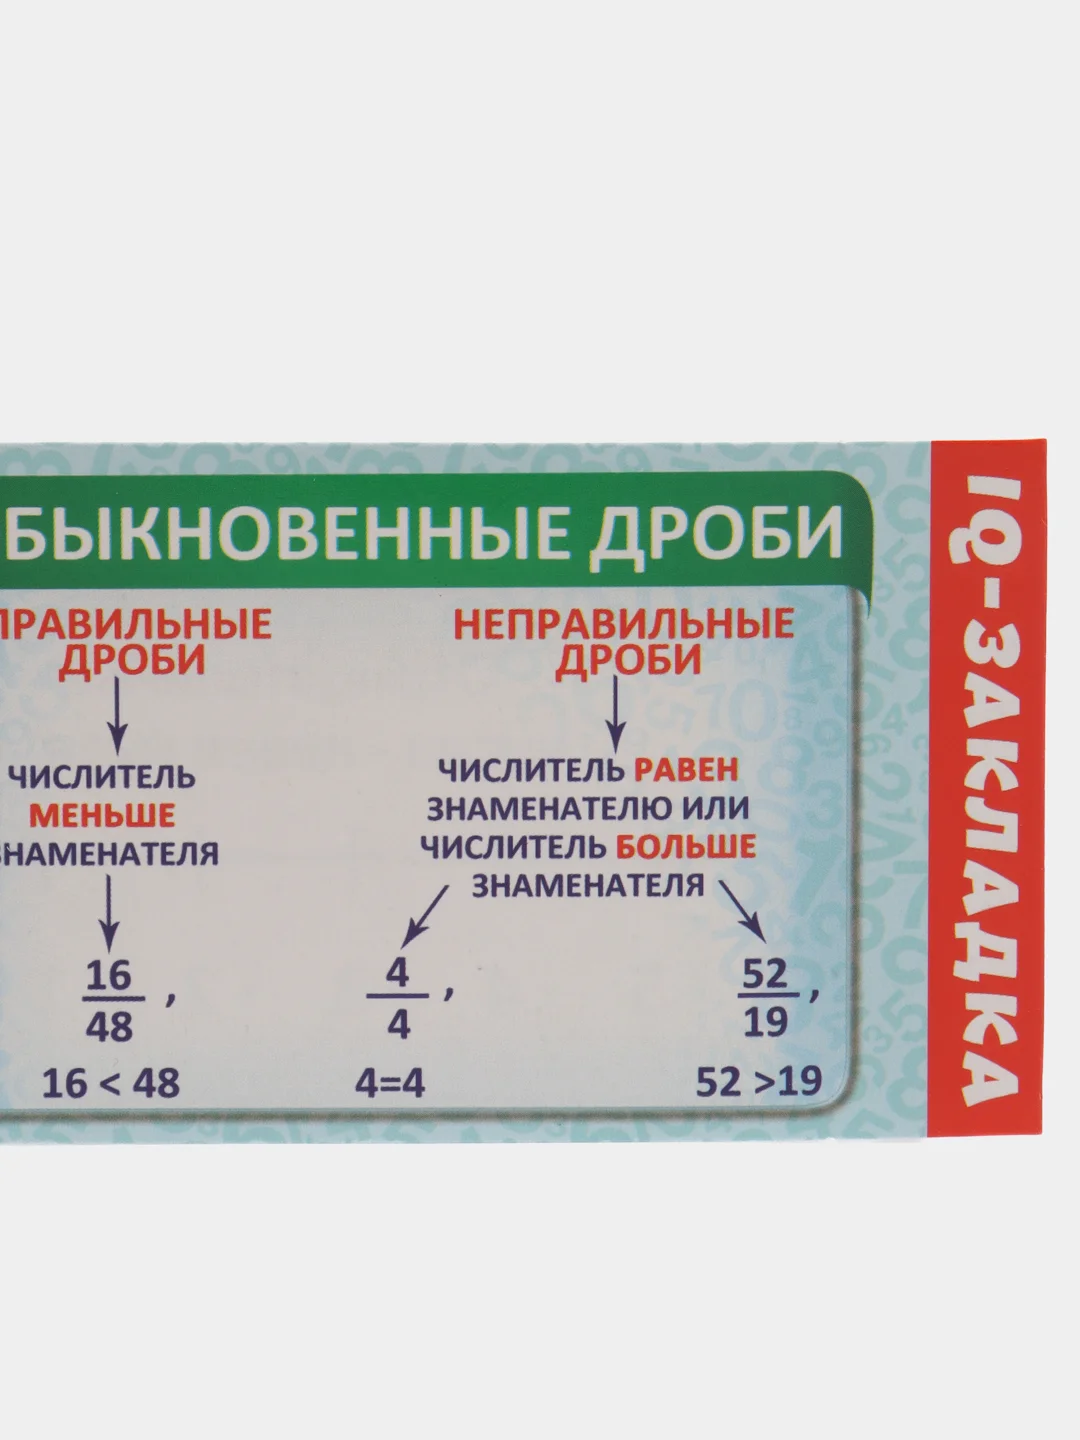 БЫКНОВЕННЫЕ ДРОБИ
ПРАВИЛЬНЫЕ
ДРОБИ
ЧИСЛИТЕЛЬ
МЕНЬШЕ
ЗНАМЕНАТЕЛЯ
16
48
,
16 < 48
НЕПРАВИЛЬНЫЕ
ДРОБИ
ЧИСЛИТЕЛЬ РАВЕН
ЗНАМЕНАТЕЛЮ ИЛИ
ЧИСЛИТЕЛЬ БОЛЬШЕ
ЗНАМЕНАТЕЛЯ
4
4
,
4=4
52
19
,
52 >19
IQ-ЗАКЛАДКА